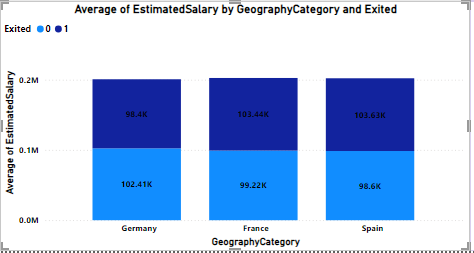 Average of EstimatedSalary by GeographyCategory and Exited
Exited 0 1
Average of EstimatedSalary
0.2M
0.1M
0.0M
98.4K
103.44K
103.63K
102.41K
99.22K
98.6K
Germany France Spain
GeographyCategory